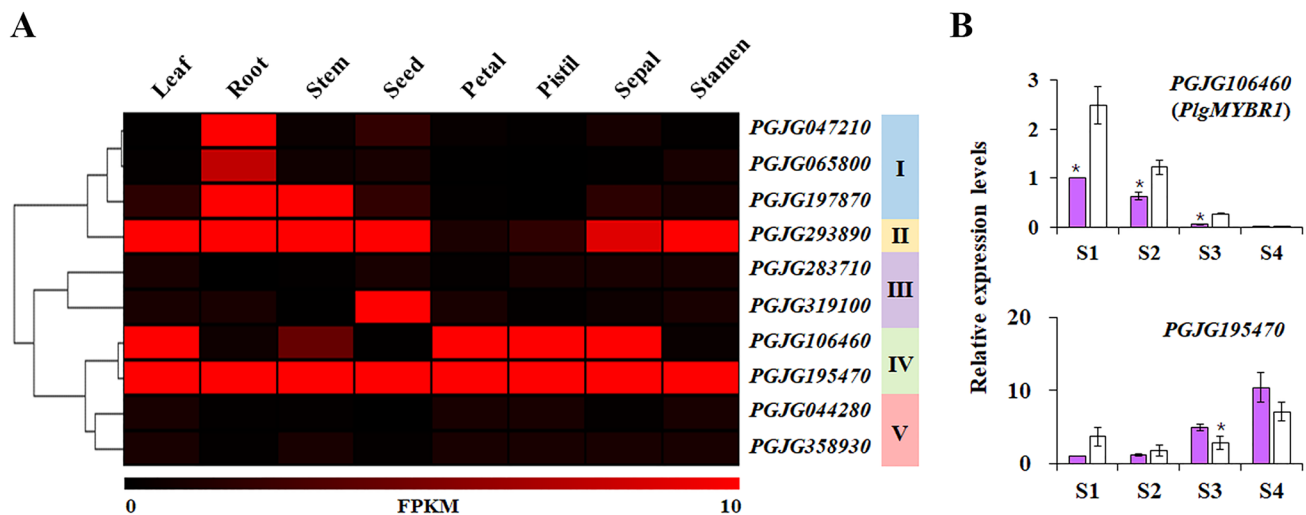 A
B
Leaf Root Stem Seed Petal Pistil Sepal Stamen
PGJG047210
PGJG065800
PGJG197870
PGJG293890
PGJG283710
PGJG319100
PGJG106460
PGJG195470
PGJG044280
PGJG358930
I
II
III
IV
V
0 FPKM 10
Relative expression levels
PGJG106460
(PlgMYBR1)
3
2
1
0
*
*
*
S1 S2 S3 S4
PGJG195470
20
10
0
*
S1 S2 S3 S4